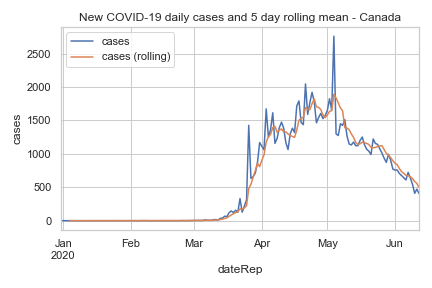 New COVID-19 daily cases and 5 day rolling mean - Canada
cases
cases (rolling)
2500
2000
1500
1000
500
0
cases
Jan
2020
Feb
Mar
Apr
May
Jun
dateRep